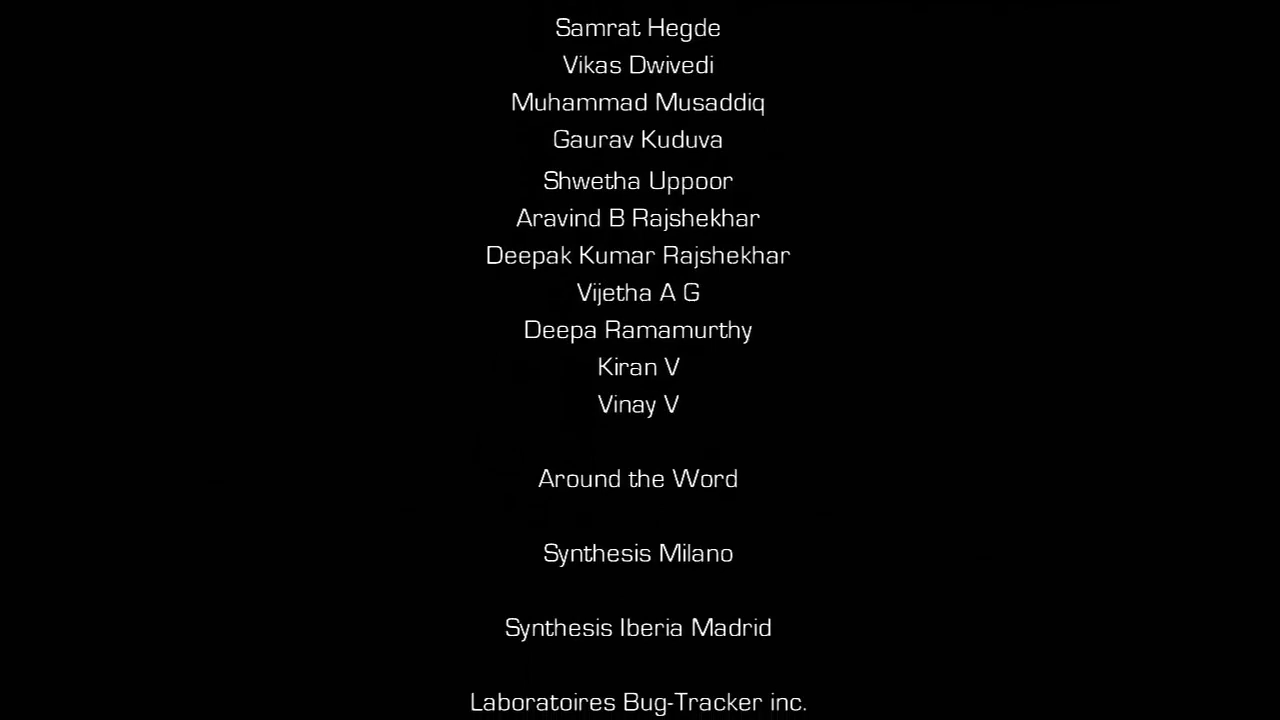 Samrat Hegde
Vikas Dwivedi
Muhammad Musaddiq
Gaurav Kuduva
Shwetha Uppoor
Aravind B Rajshekhar
Deepak Kumar Rajshekhar
Vijetha A G
Deepa Ramamurthy
Kiran V
Vinay V
Around the Word
Synthesis Milano
Synthesis Iberia Madrid
Laboratoires Bug-Tracker inc.